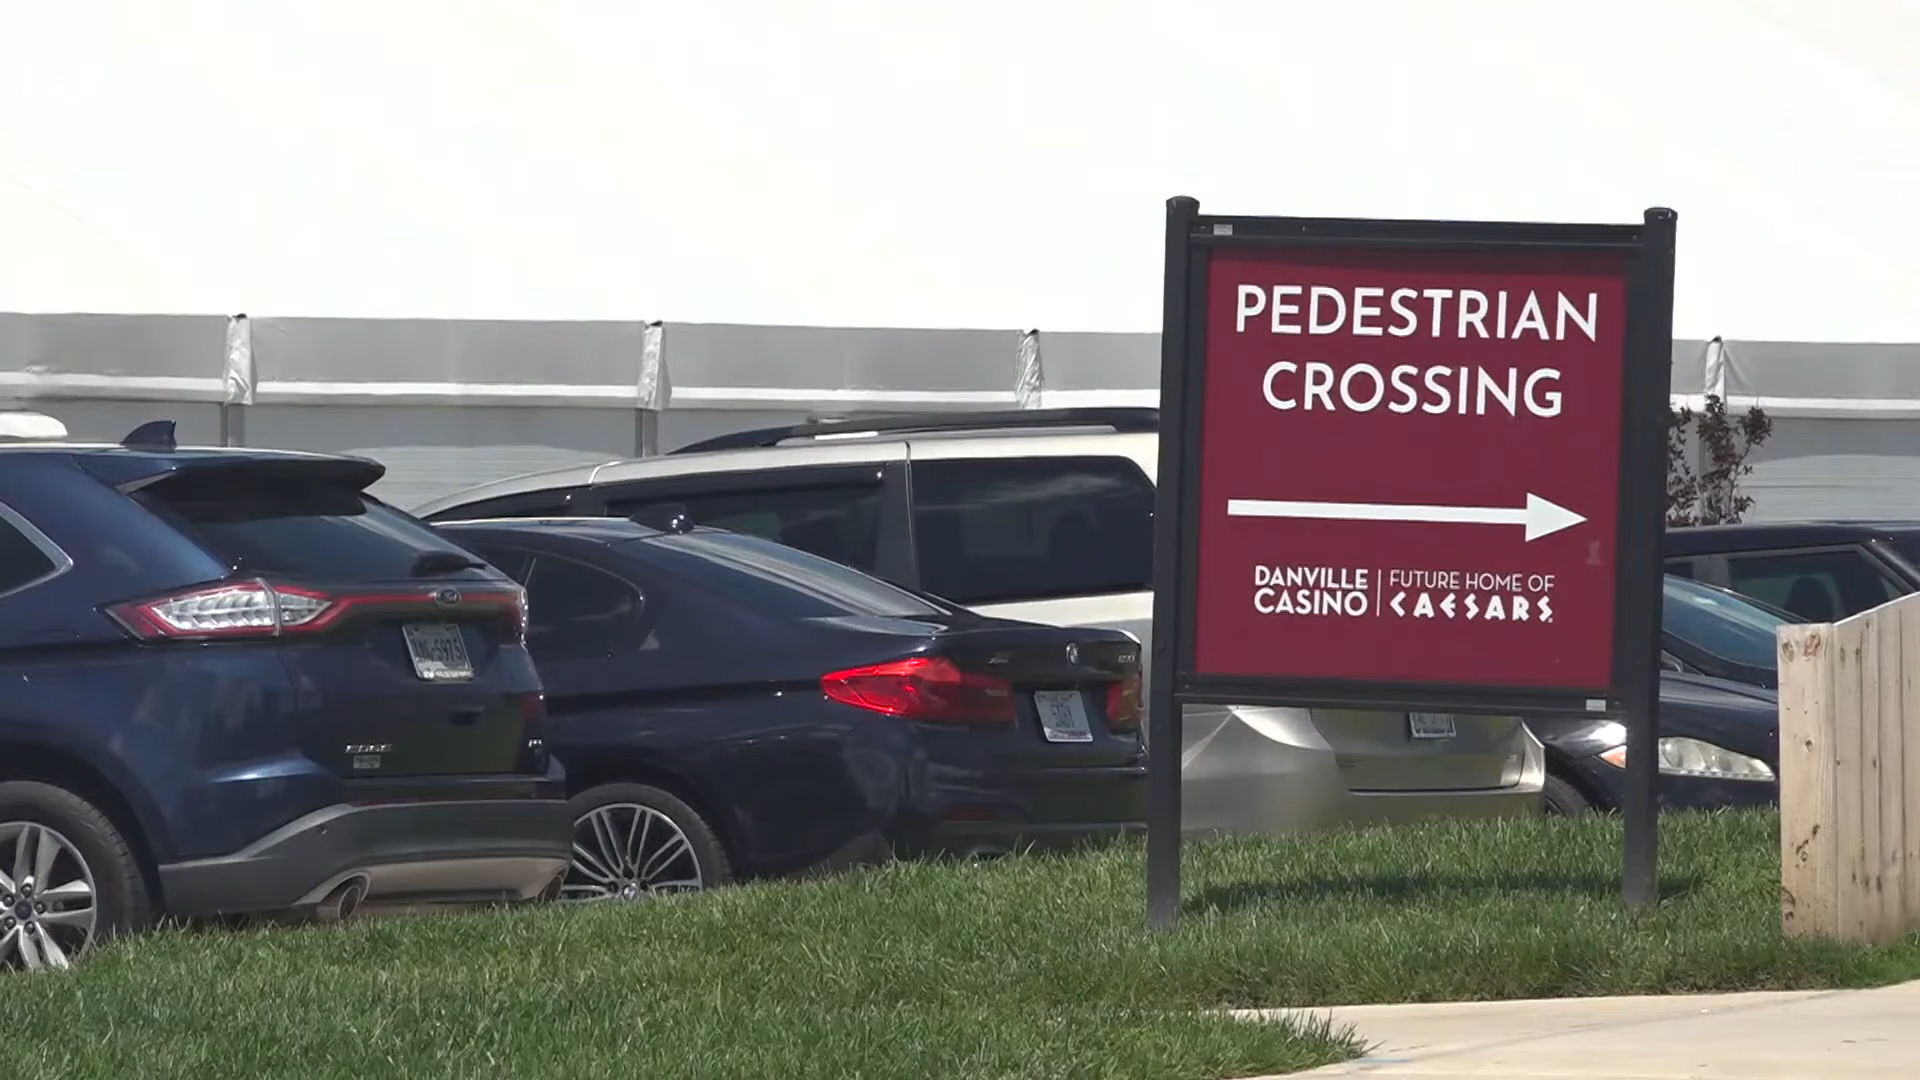 PEDESTRIAN
CROSSING
DANVILLE
CASINO
FUTURE HOME OF
CAESARS